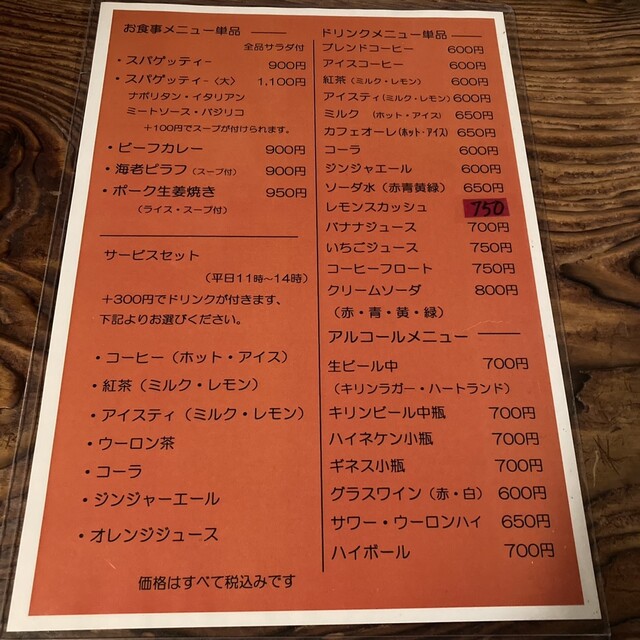 お食事メニュー単品
全品サラダ付
・スパゲッティ― 900円
・スパゲッティ―〈大〉 1,100円
ナポリタン・イタリアン
ミートソース・バジリコ
＋100円でスープが付けられます。
・ビーフカレー 900円
・海老ピラフ（スープ付） 900円
・ポーク生姜焼き 950円
（ライス・スープ付）
サービスセット
（平日11時～14時）
＋300円でドリンクが付きます、
下記よりお選びください。
・コーヒー（ホット・アイス）
・紅茶（ミルク・レモン）
・アイスティ（ミルク・レモン）
・ウーロン茶
・コーラ
・ジンジャーエール
・オレンジジュース
価格はすべて税込みです
ドリンクメニュー単品
ブレンドコーヒー 600円
アイスコーヒー 600円
紅茶（ミルク・レモン） 600円
アイスティ（ミルク・レモン） 600円
ミルク （ホット・アイス） 650円
カフェオーレ（ホット・アイス） 650円
コーラ 600円
ジンジャエール 600円
ソーダ水（赤青黄緑） 650円
レモンスカッシュ 750
バナナジュース 700円
いちごジュース 750円
コーヒーフロート 750円
クリームソーダ 800円
（赤・青・黄・緑）
アルコールメニュー
生ビール中 700円
（キリンラガー・ハートランド）
キリンビール中瓶 700円
ハイネケン小瓶 700円
ギネス小瓶 700円
グラスワイン（赤・白） 600円
サワー・ウーロンハイ 650円
ハイボール 700円